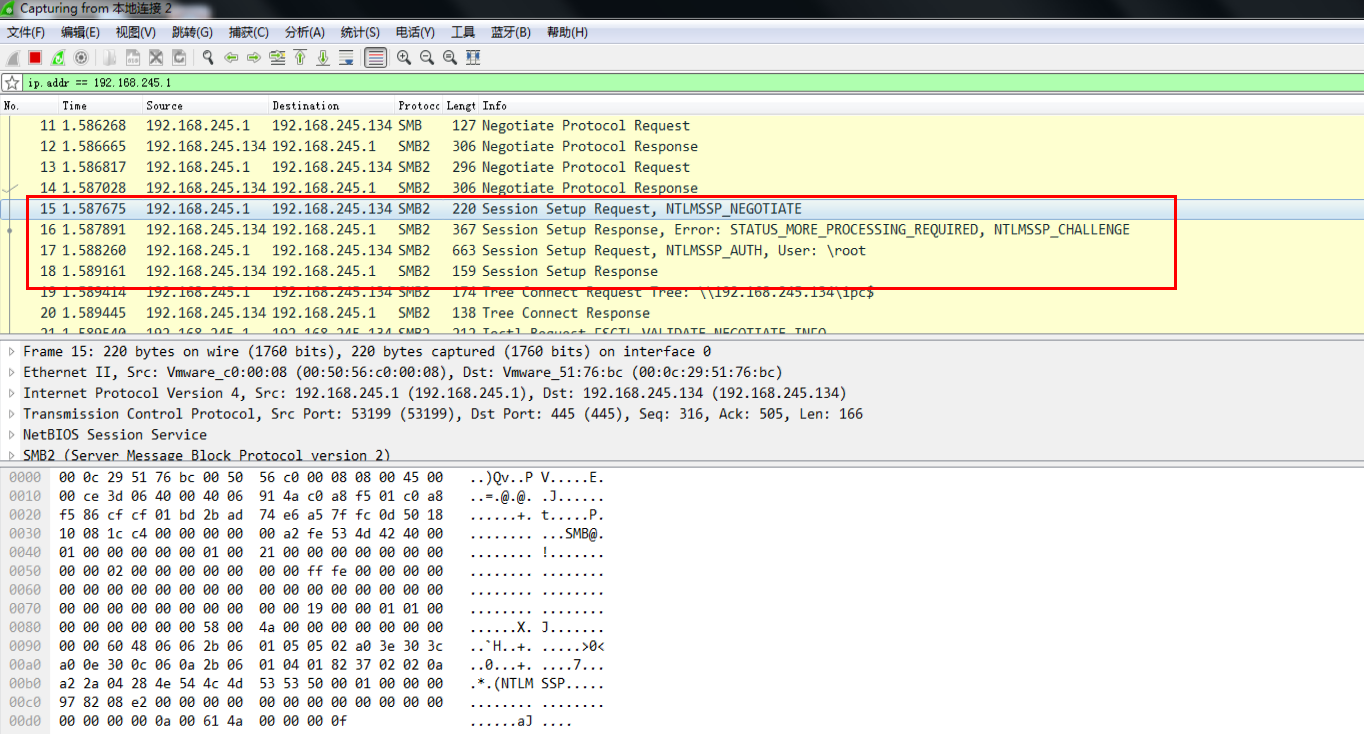 Capturing from 本地连接 2
文件(F) 编辑(E) 视图(V) 跳转(G) 捕获(C) 分析(A) 统计(S) 电话(Y) 工具 蓝牙(B) 帮助(H)
ip.addr == 192.168.245.1
No. Time Source Destination Protocc Lengt Info
11 1.586268 192.168.245.1 192.168.245.134 SMB 127 Negotiate Protocol Request
12 1.586665 192.168.245.134 192.168.245.1 SMB2 306 Negotiate Protocol Response
13 1.586817 192.168.245.1 192.168.245.134 SMB2 296 Negotiate Protocol Request
14 1.587028 192.168.245.134 192.168.245.1 SMB2 306 Negotiate Protocol Response
15 1.587675 192.168.245.1 192.168.245.134 SMB2 220 Session Setup Request, NTLMSSP_NEGOTIATE
16 1.587891 192.168.245.134 192.168.245.1 SMB2 367 Session Setup Response, Error: STATUS_MORE_PROCESSING_REQUIRED, NTLMSSP_CHALLENGE
17 1.588260 192.168.245.1 192.168.245.134 SMB2 663 Session Setup Request, NTLMSSP_AUTH, User: \root
18 1.589161 192.168.245.134 192.168.245.1 SMB2 159 Session Setup Response
19 1.589414 192.168.245.1 192.168.245.134 SMB2 174 Tree Connect Request Tree: \\192.168.245.134\ipc$
20 1.589445 192.168.245.134 192.168.245.1 SMB2 138 Tree Connect Response
21 1.589540 192.168.245.1 192.168.245.134 SMB2 212 Ioctl Request FSCTL_VALIDATE_NEGOTIATE_INFO
Frame 15: 220 bytes on wire (1760 bits), 220 bytes captured (1760 bits) on interface 0
Ethernet II, Src: Vmware_c0:00:08 (00:50:56:c0:00:08), Dst: Vmware_51:76:bc (00:0c:29:51:76:bc)
Internet Protocol Version 4, Src: 192.168.245.1 (192.168.245.1), Dst: 192.168.245.134 (192.168.245.134)
Transmission Control Protocol, Src Port: 53199 (53199), Dst Port: 445 (445), Seq: 316, Ack: 505, Len: 166
NetBIOS Session Service
SMB2 (Server Message Block Protocol version 2)
0000 00 0c 29 51 76 bc 00 50 56 c0 00 08 08 00 45 00 ..)Qv..P V.....E.
0010 00 ce 3d 06 40 00 40 06 91 4a c0 a8 f5 01 c0 a8 ..=.@.@. .J......
0020 f5 86 cf cf 01 bd 2b ad 74 e6 a5 7f fc 0d 50 18 ......+. t.....P.
0030 10 08 1c c4 00 00 00 00 00 a2 fe 53 4d 42 40 00 ........ ...SMB@.
0040 01 00 00 00 00 00 01 00 21 00 00 00 00 00 00 00 ........ !.......
0050 00 00 02 00 00 00 00 00 00 00 ff fe 00 00 00 00 ........ ........
0060 00 00 00 00 00 00 00 00 00 00 00 00 00 00 00 00 ........ ........
0070 00 00 00 00 00 00 00 00 00 00 19 00 00 01 01 00 ........ ........
0080 00 00 00 00 00 00 58 00 4a 00 00 00 00 00 00 00 ......X. J.......
0090 00 00 60 48 06 06 2b 06 01 05 05 02 a0 3e 30 3c ..`H..+. .....>0<
00a0 a0 0e 30 0c 06 0a 2b 06 01 04 01 82 37 02 02 0a ..0...+. ....7...
00b0 a2 2a 04 28 4e 54 4c 4d 53 53 50 00 01 00 00 00 .*.(NTLM SSP.....
00c0 97 82 08 e2 00 00 00 00 00 00 00 00 00 00 00 00 ........ ........
00d0 00 00 00 00 0a 00 61 4a 00 00 00 0f ......aJ ....